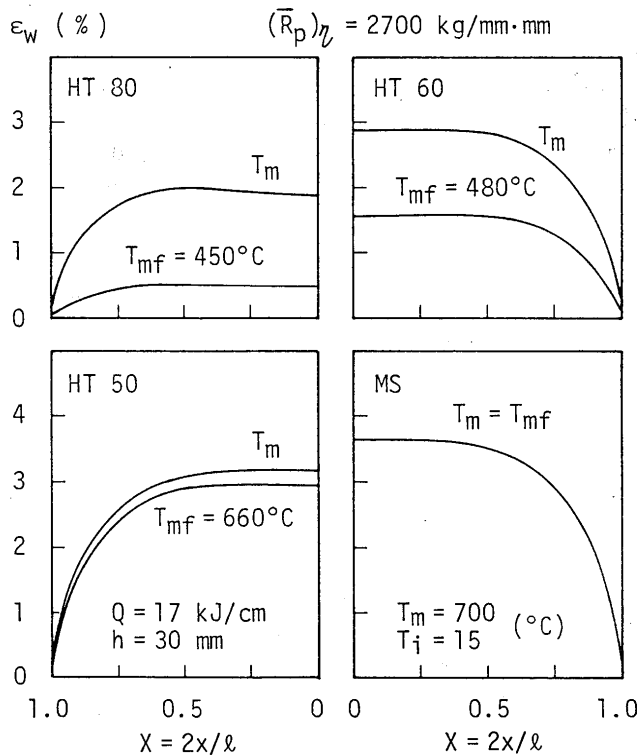 εw (%)
(R̄p)η = 2700 kg/mm·mm
HT 80
3
2
1
0
Tm
Tmf = 450°C
HT 60
Tm
Tmf = 480°C
HT 50
4
3
2
1
0
Tm
Tmf = 660°C
Q = 17 kJ/cm
h = 30 mm
1.0 0.5 0
X = 2x/ℓ
MS
Tm = Tmf
Tm = 700 (°C)
Ti = 15
0 0.5 1.0
X = 2x/ℓ